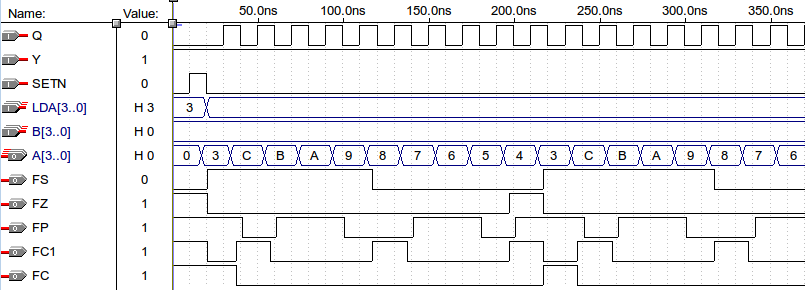 Name: Value: 50.0ns 100.0ns 150.0ns 200.0ns 250.0ns 300.0ns 350.0ns
Q 0
Y 1
SETN 0
LDA[3..0] H 3 3
B[3..0] H 0
A[3..0] H 0 0 3 C B A 9 8 7 6 5 4 3 C B A 9 8 7 6
FS 0
FZ 1
FP 1
FC1 1
FC 1